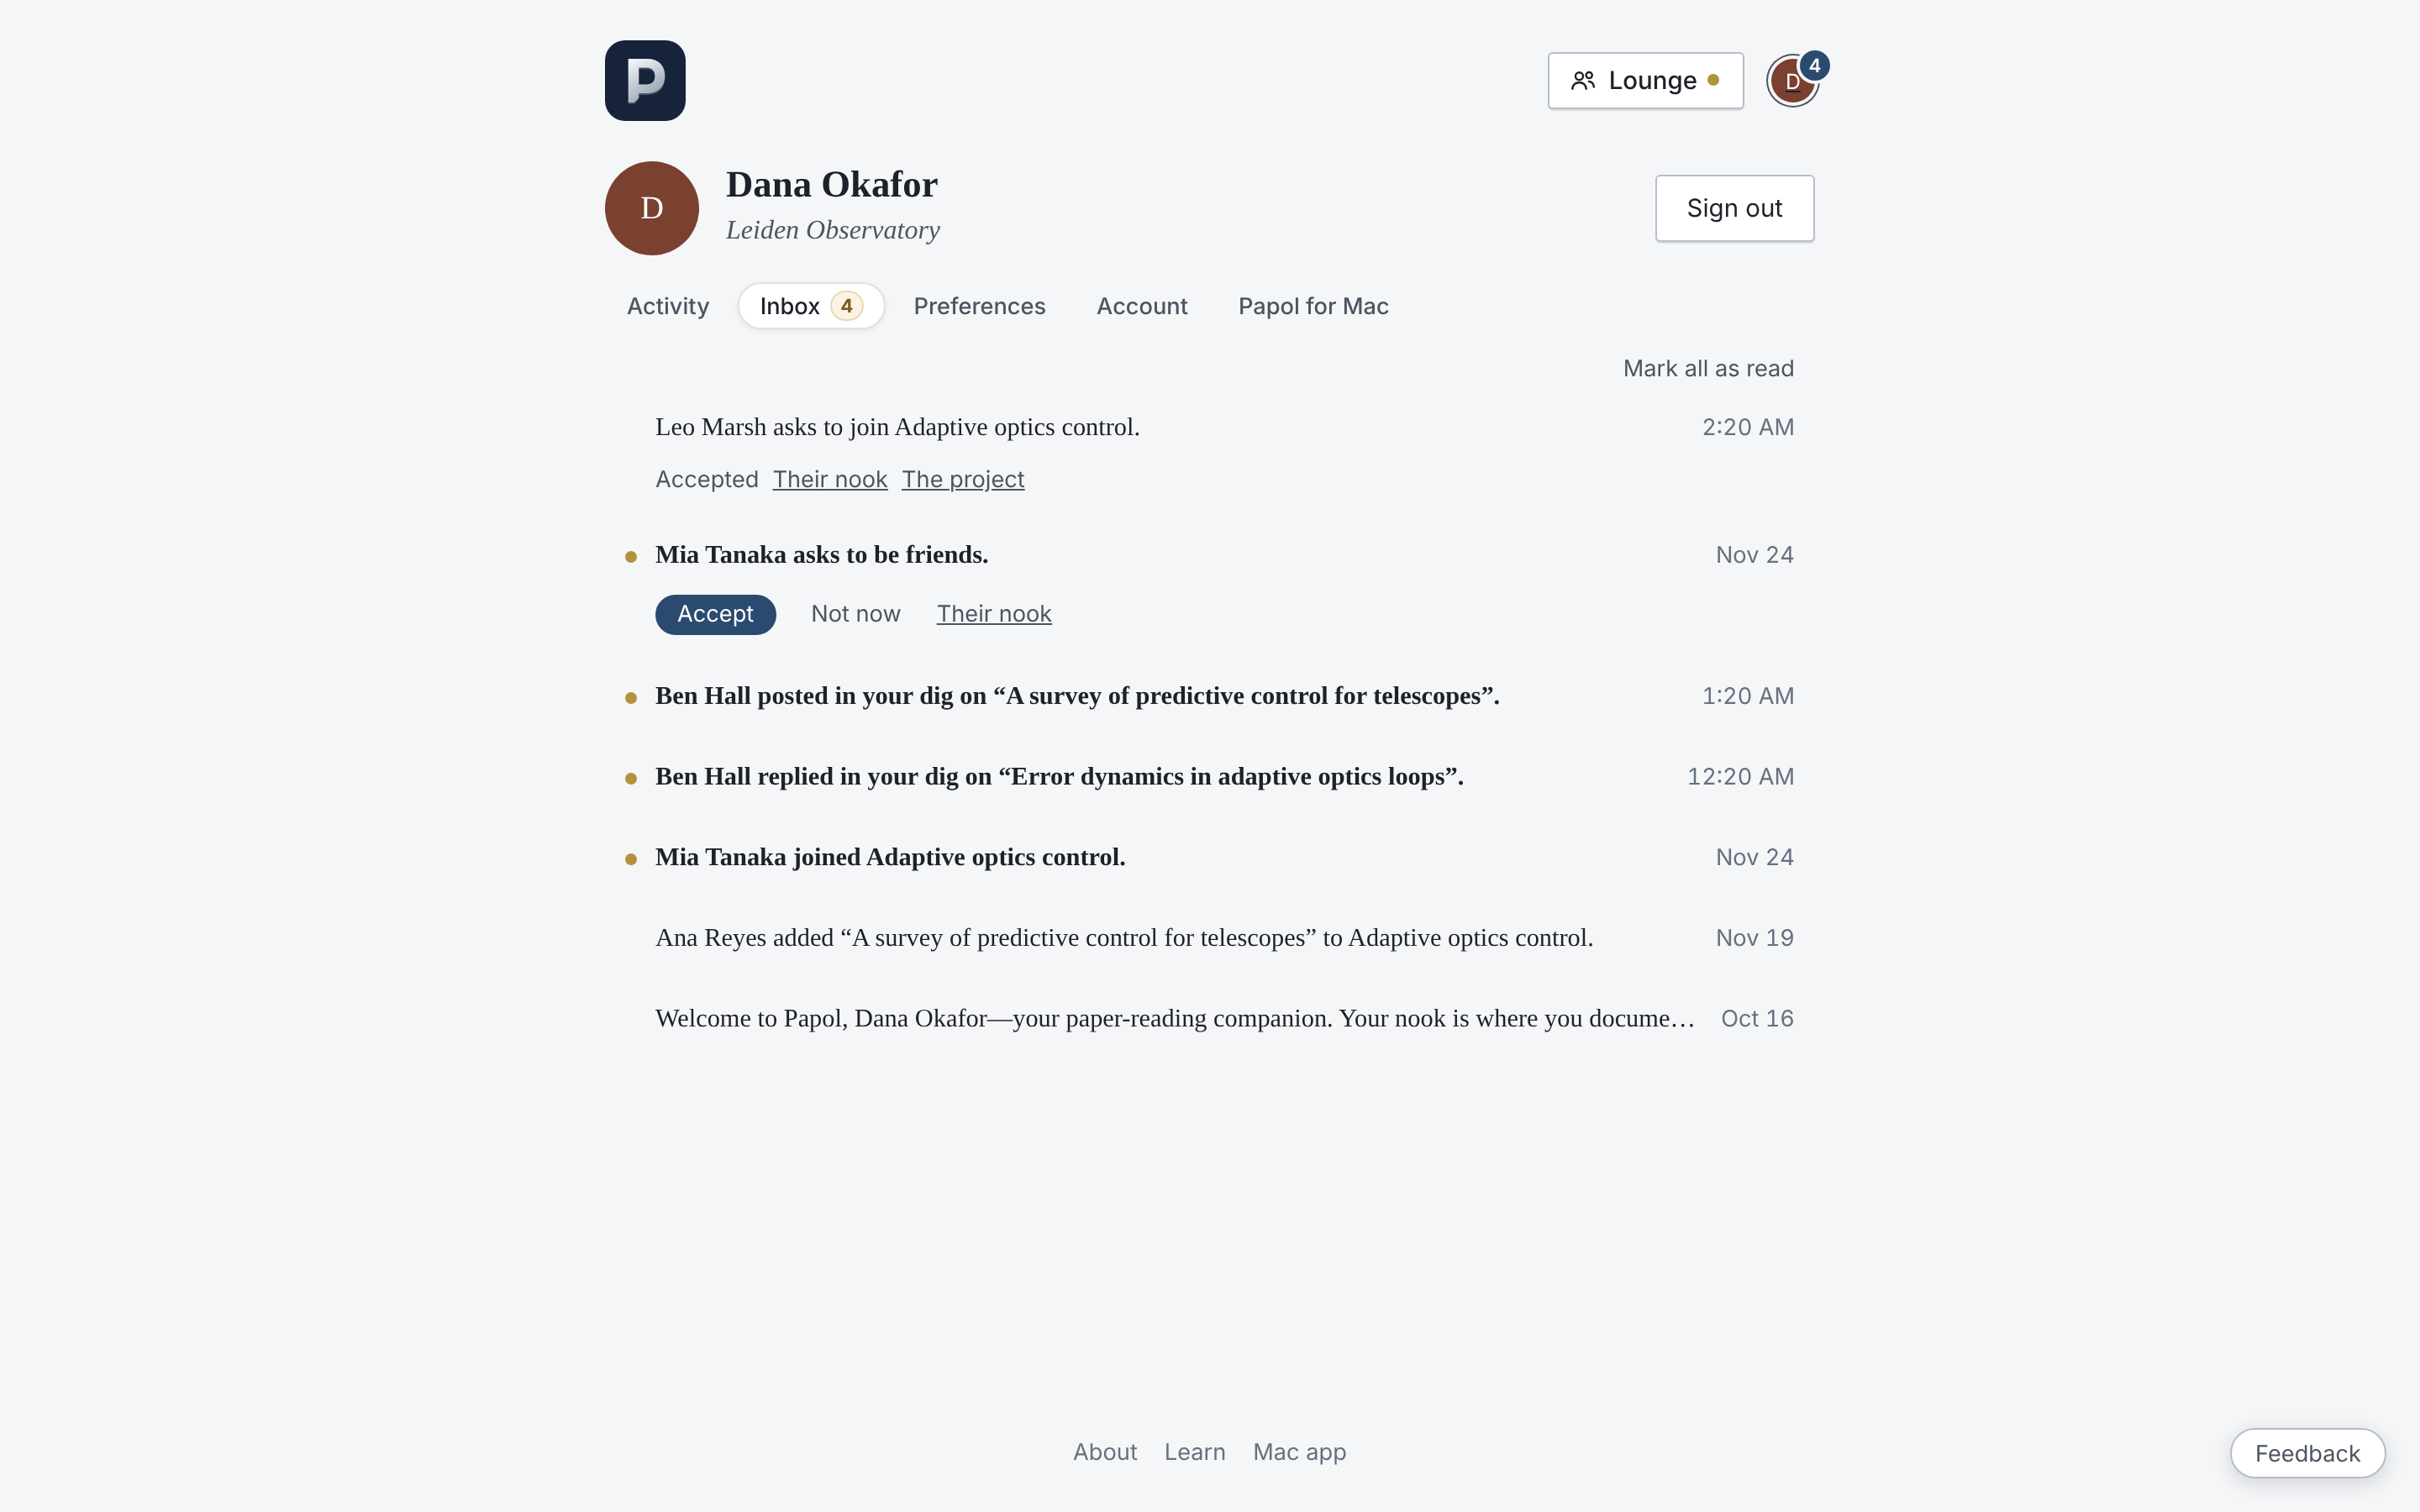 P
Lounge
D
4
D
Dana Okafor
Leiden Observatory
Sign out
Activity
Inbox 4
Preferences
Account
Papol for Mac
Mark all as read
Leo Marsh asks to join Adaptive optics control. 2:20 AM
Accepted Their nook The project
Mia Tanaka asks to be friends. Nov 24
Accept Not now Their nook
Ben Hall posted in your dig on “A survey of predictive control for telescopes”. 1:20 AM
Ben Hall replied in your dig on “Error dynamics in adaptive optics loops”. 12:20 AM
Mia Tanaka joined Adaptive optics control. Nov 24
Ana Reyes added “A survey of predictive control for telescopes” to Adaptive optics control. Nov 19
Welcome to Papol, Dana Okafor—your paper-reading companion. Your nook is where you docume… Oct 16
About Learn Mac app
Feedback